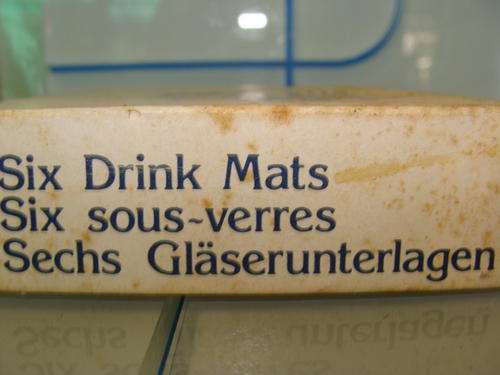 Six Drink Mats
Six sous-verres
Sechs Gläserunterlagen